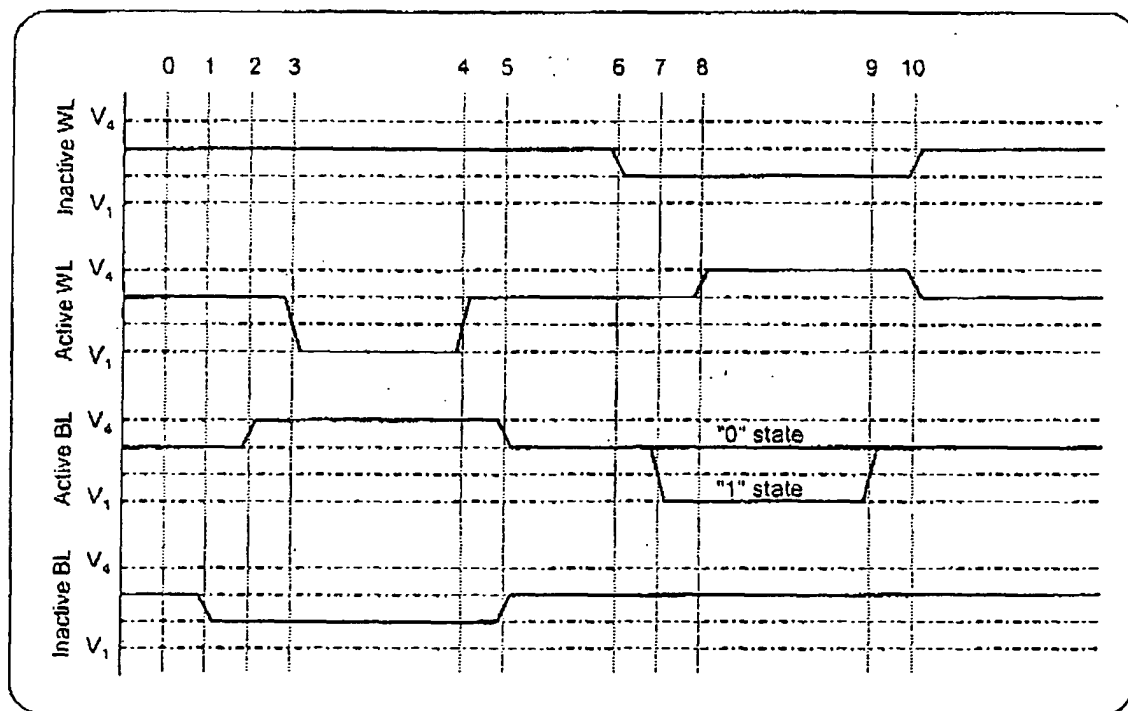 0 1 2 3 4 5 6 7 8 9 10
Inactive WL
V4
V1
Active WL
V4
V1
Active BL
V4
V1
"0" state
"1" state
Inactive BL
V4
V1